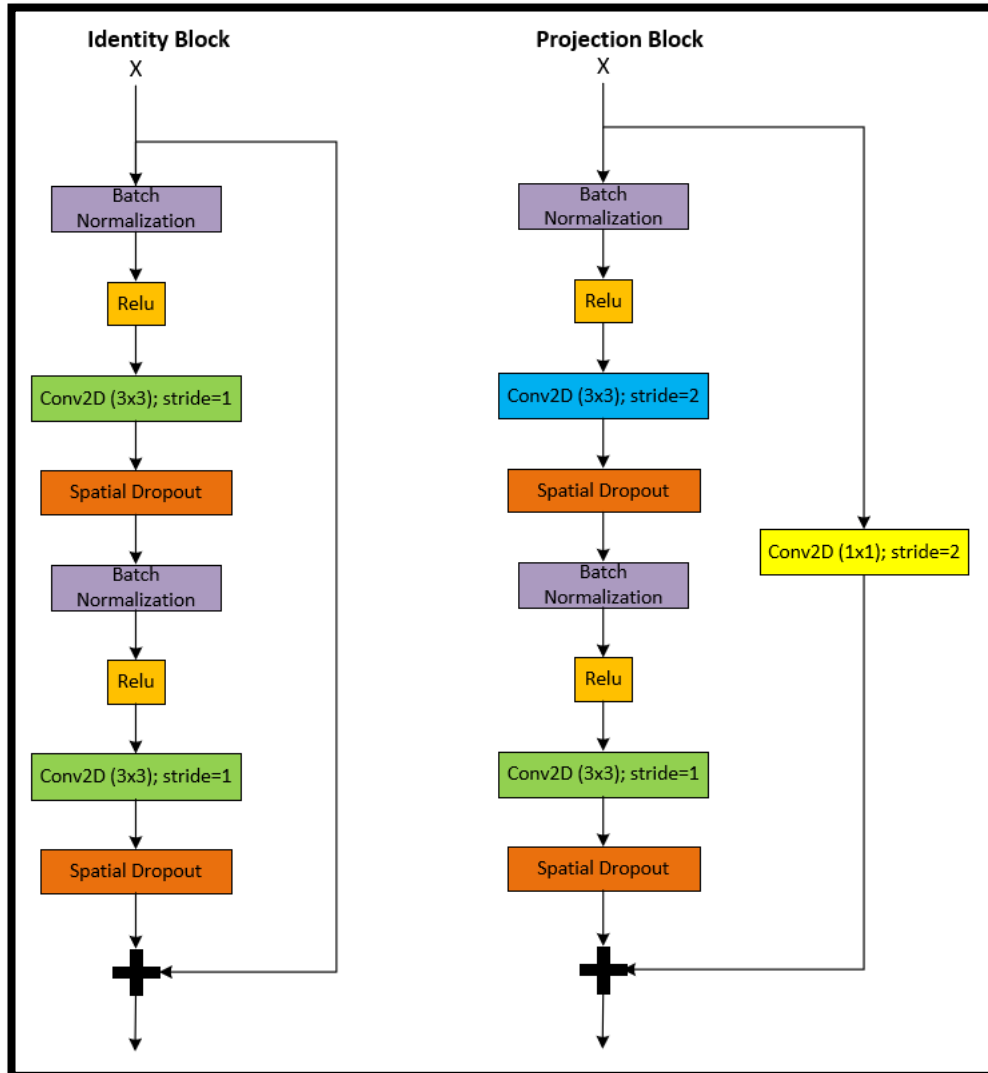 Identity Block
X
Batch
Normalization
Relu
Conv2D (3x3); stride=1
Spatial Dropout
Batch
Normalization
Relu
Conv2D (3x3); stride=1
Spatial Dropout
Projection Block
X
Batch
Normalization
Relu
Conv2D (3x3); stride=2
Spatial Dropout
Batch
Normalization
Relu
Conv2D (3x3); stride=1
Spatial Dropout
Conv2D (1x1); stride=2